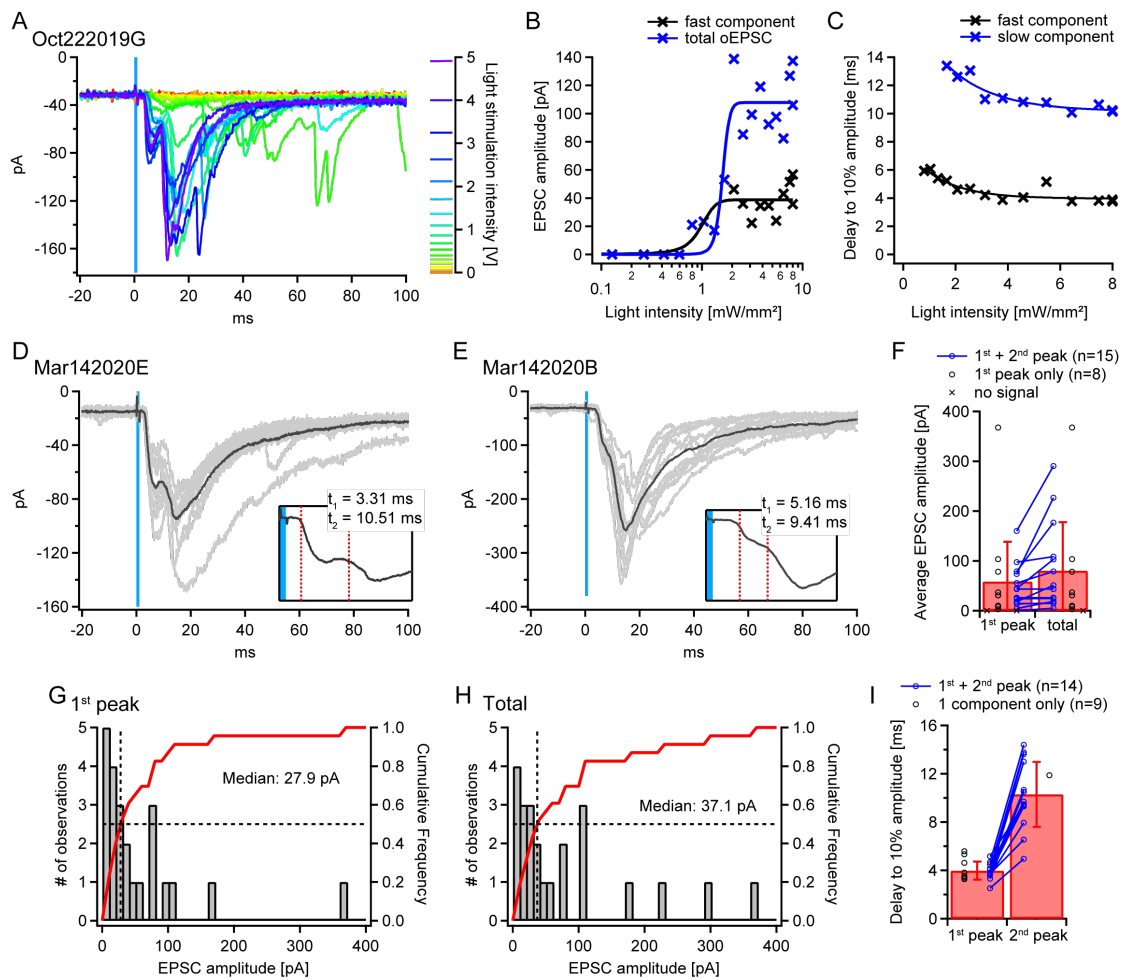 A
Oct222019G
0
-40
-80
-120
-160
pA
-20
0
20
40
60
80
100
ms
5
4
3
2
1
0
Light stimulation intensity [V]
B
fast component
total oEPSC
140
120
100
80
60
40
20
0
EPSC amplitude [pA]
0.1
2
4
6
8
1
2
4
6
8
10
Light intensity [mW/mm²]
C
fast component
slow component
14
12
10
8
6
4
2
0
Delay to 10% amplitude [ms]
0
2
4
6
8
Light intensity [mW/mm²]
D
Mar142020E
0
-40
-80
-120
-160
pA
t1 = 3.31 ms
t2 = 10.51 ms
-20
0
20
40
60
80
100
ms
E
Mar142020B
0
-100
-200
-300
-400
pA
t1 = 5.16 ms
t2 = 9.41 ms
-20
0
20
40
60
80
100
ms
F
1st + 2nd peak (n=15)
1st peak only (n=8)
no signal
400
300
200
100
0
Average EPSC amplitude [pA]
1st peak
total
G
1st peak
5
4
3
2
1
0
# of observations
Median: 27.9 pA
1.0
0.8
0.6
0.4
0.2
0.0
Cumulative Frequency
0
100
200
300
400
EPSC amplitude [pA]
H
Total
5
4
3
2
1
0
# of observations
Median: 37.1 pA
1.0
0.8
0.6
0.4
0.2
0.0
Cumulative Frequency
0
100
200
300
400
EPSC amplitude [pA]
I
1st + 2nd peak (n=14)
1 component only (n=9)
16
12
8
4
0
Delay to 10% amplitude [ms]
1st peak
2nd peak